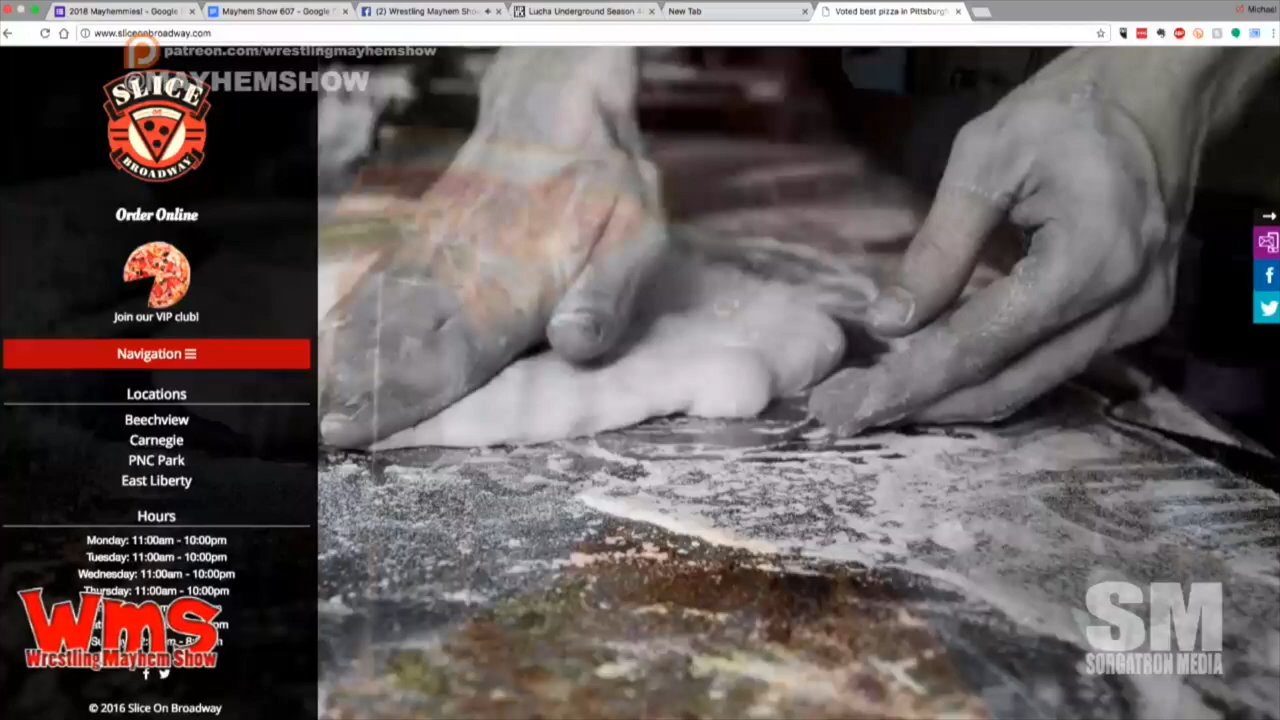 2018 Mayhemmies! - Google
Mayhem Show 607 - Google
(2) Wrestling Mayhem Sho
Lucha Underground Season
New Tab
Voted best pizza in Pittsburgh
Michael
www.sliceonbroadway.com
patreon.com/wrestlingmayhemshow
@MAYHEMSHOW
SLICE
ON
BROADWAY
Order Online
Join our VIP club!
Navigation
Locations
Beechview
Carnegie
PNC Park
East Liberty
Hours
Monday: 11:00am - 10:00pm
Tuesday: 11:00am - 10:00pm
Wednesday: 11:00am - 10:00pm
Thursday: 11:00am - 10:00pm
WMS
Wrestling Mayhem Show
© 2016 Slice On Broadway
SM
SORGATRON MEDIA